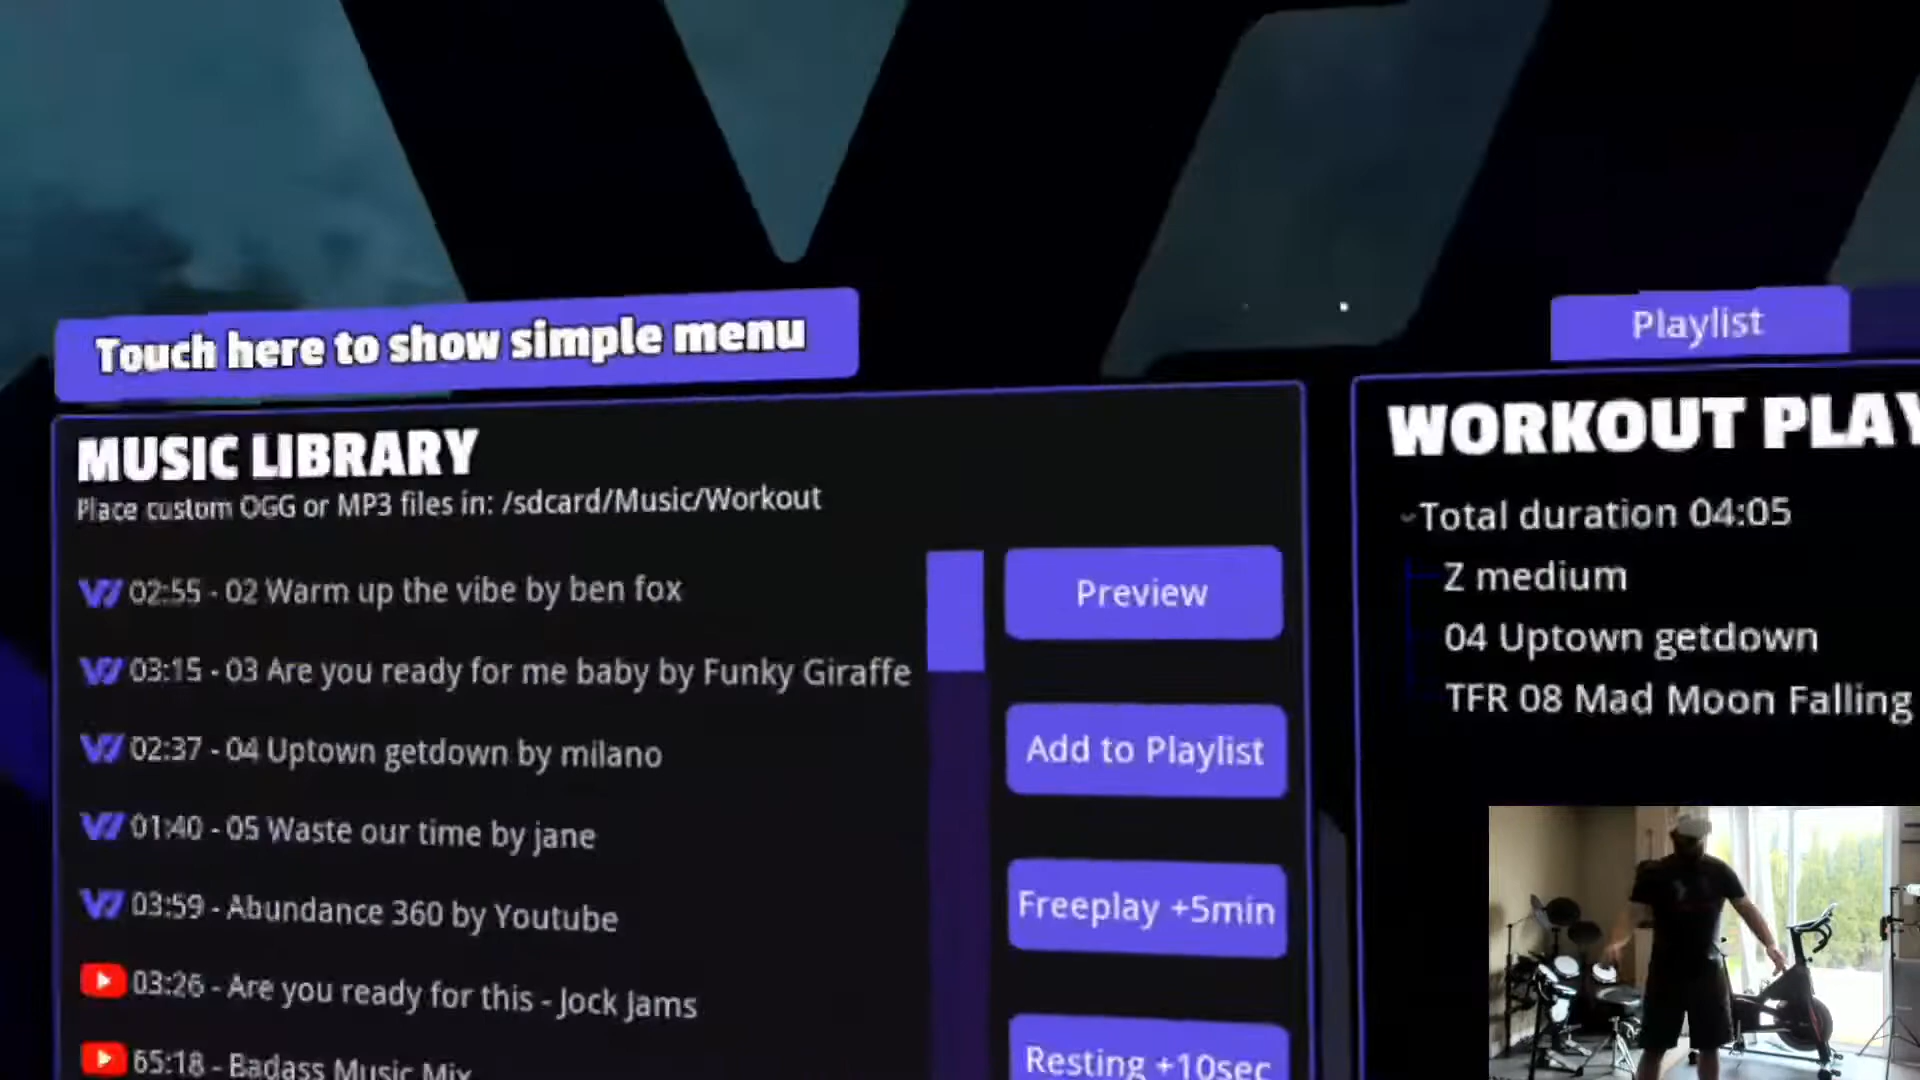 Touch here to show simple menu
Playlist
MUSIC LIBRARY
Place custom OGG or MP3 files in: /sdcard/Music/Workout
02:55 - 02 Warm up the vibe by ben fox
03:15 - 03 Are you ready for me baby by Funky Giraffe
02:37 - 04 Uptown getdown by milano
01:40 - 05 Waste our time by jane
03:59 - Abundance 360 by Youtube
03:26 - Are you ready for this - Jock Jams
65:18 - Badass Music Mix
Preview
Add to Playlist
Freeplay +5min
Resting +10sec
WORKOUT PLAY
Total duration 04:05
Z medium
04 Uptown getdown
TFR 08 Mad Moon Falling